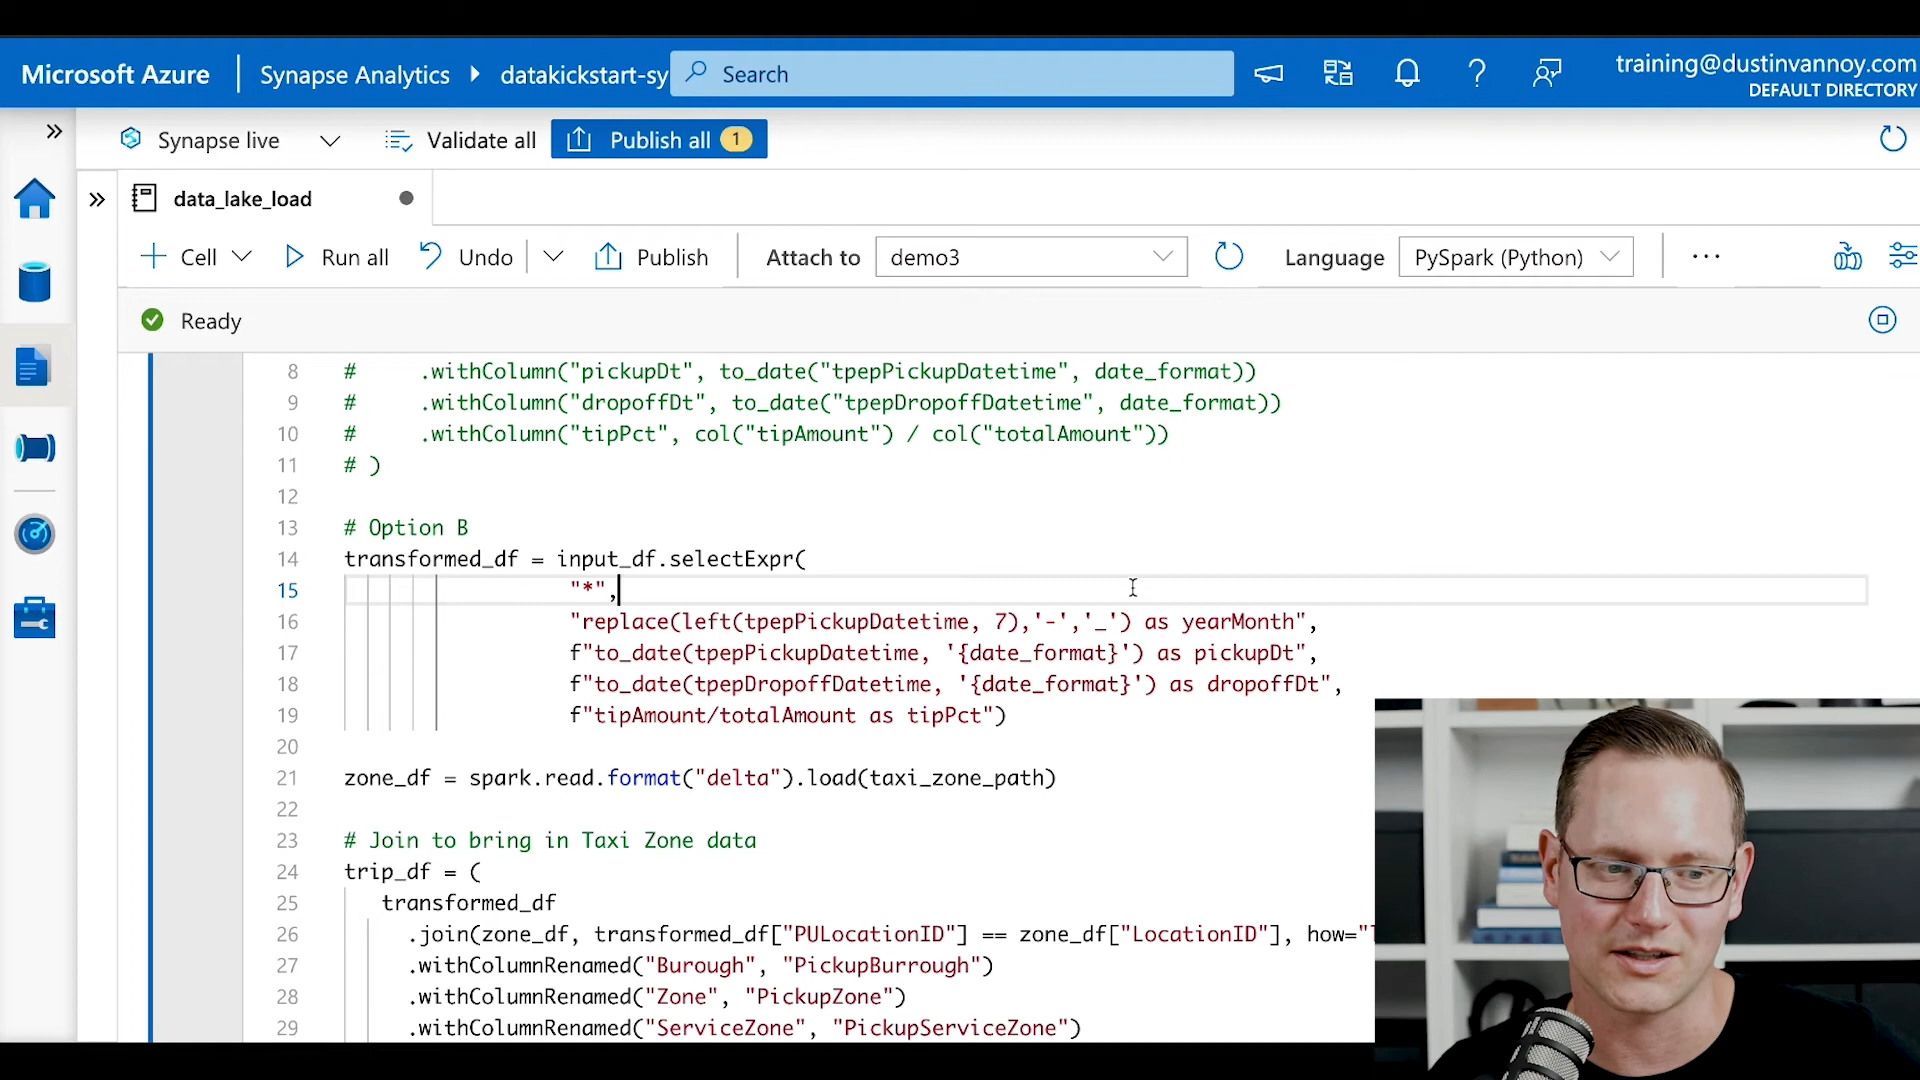 Microsoft Azure
Synapse Analytics
datakickstart-sy
Search
training@dustinvannoy.com
DEFAULT DIRECTORY
Synapse live
Validate all
Publish all 1
data_lake_load
Cell
Run all
Undo
Publish
Attach to
demo3
Language
PySpark (Python)
Ready
8 #     .withColumn("pickupDt", to_date("tpepPickupDatetime", date_format))
9 #     .withColumn("dropoffDt", to_date("tpepDropoffDatetime", date_format))
10 #     .withColumn("tipPct", col("tipAmount") / col("totalAmount"))
11 # )
12
13 # Option B
14 transformed_df = input_df.selectExpr(
15 "*",
16 "replace(left(tpepPickupDatetime, 7),'-','_') as yearMonth",
17 f"to_date(tpepPickupDatetime, '{date_format}') as pickupDt",
18 f"to_date(tpepDropoffDatetime, '{date_format}') as dropoffDt",
19 f"tipAmount/totalAmount as tipPct")
20
21 zone_df = spark.read.format("delta").load(taxi_zone_path)
22
23 # Join to bring in Taxi Zone data
24 trip_df = (
25 transformed_df
26 .join(zone_df, transformed_df["PULocationID"] == zone_df["LocationID"], how="
27 .withColumnRenamed("Burough", "PickupBurrough")
28 .withColumnRenamed("Zone", "PickupZone")
29 .withColumnRenamed("ServiceZone", "PickupServiceZone")